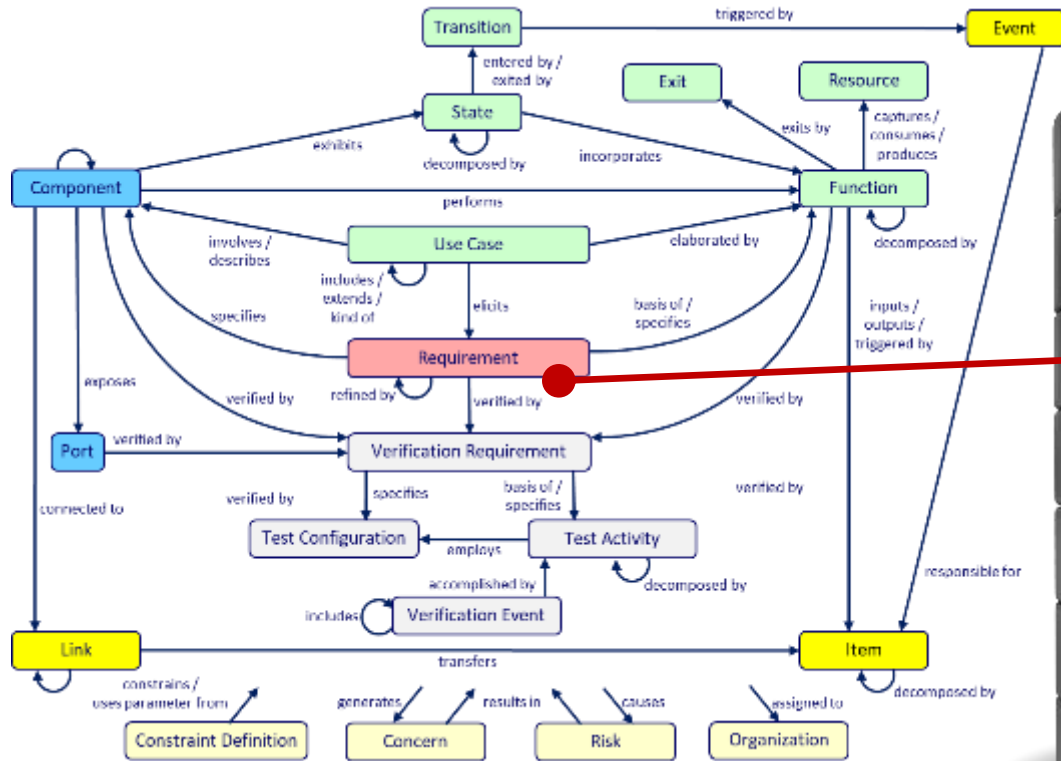 triggered by
Transition
Event
entered by /
exited by
Exit
Resource
State
captures /
consumes /
produces
exits by
exhibits
decomposed by
incorporates
Component
Function
performs
involves /
describes
Use Case
elaborated by
decomposed by
includes /
extends /
kind of
elicits
specifies
basis of /
specifies
inputs /
outputs /
triggered by
Requirement
exposes
refined by
verified by
verified by
verified by
Port
verified by
Verification Requirement
verified by
specifies
basis of /
specifies
verified by
connected to
Test Configuration
Test Activity
employs
accomplished by
decomposed by
responsible for
includes
Verification Event
Link
Item
transfers
constrains /
uses parameter from
generates
results in
causes
assigned to
decomposed by
Constraint Definition
Concern
Risk
Organization